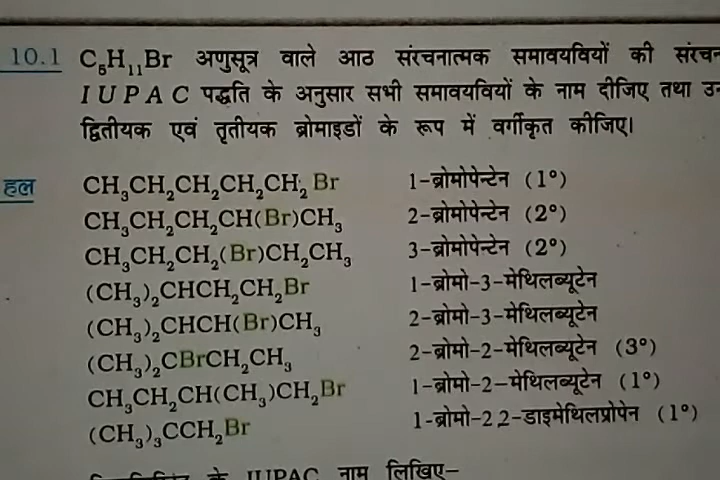 10.1 C₅H₁₁Br अणुसूत्र वाले आठ संरचनात्मक समावयवियों की
IUPAC पद्धति के अनुसार सभी समावयवियों के नाम दीजिए तथा
द्वितीयक एवं तृतीयक ब्रोमाइडों के रूप में वर्गीकृत कीजिए।
हल CH₃CH₂CH₂CH₂CH₂Br 1-ब्रोमोपेन्टेन (1°)
CH₃CH₂CH₂CH(Br)CH₃ 2-ब्रोमोपेन्टेन (2°)
CH₃CH₂CH₂(Br)CH₂CH₃ 3-ब्रोमोपेन्टेन (2°)
(CH₃)₂CHCH₂CH₂Br 1-ब्रोमो-3-मेथिलब्यूटेन
(CH₃)₂CHCH(Br)CH₃ 2-ब्रोमो-3-मेथिलब्यूटेन
(CH₃)₂CBrCH₂CH₃ 2-ब्रोमो-2-मेथिलब्यूटेन (3°)
CH₃CH₂CH(CH₃)CH₂Br 1-ब्रोमो-2-मेथिलब्यूटेन (1°)
(CH₃)₃CCH₂Br 1-ब्रोमो-2,2-डाइमेथिलप्रोपेन (1°)
के IUPAC नाम लिखिए–